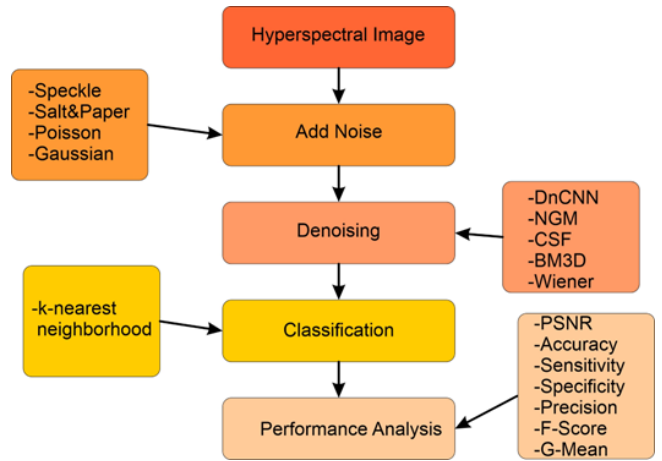 Hyperspectral Image
-Speckle
-Salt&Paper
-Poisson
-Gaussian
Add Noise
Denoising
-DnCNN
-NGM
-CSF
-BM3D
-Wiener
-k-nearest
neighborhood
Classification
-PSNR
-Accuracy
-Sensitivity
-Specificity
-Precision
-F-Score
-G-Mean
Performance Analysis